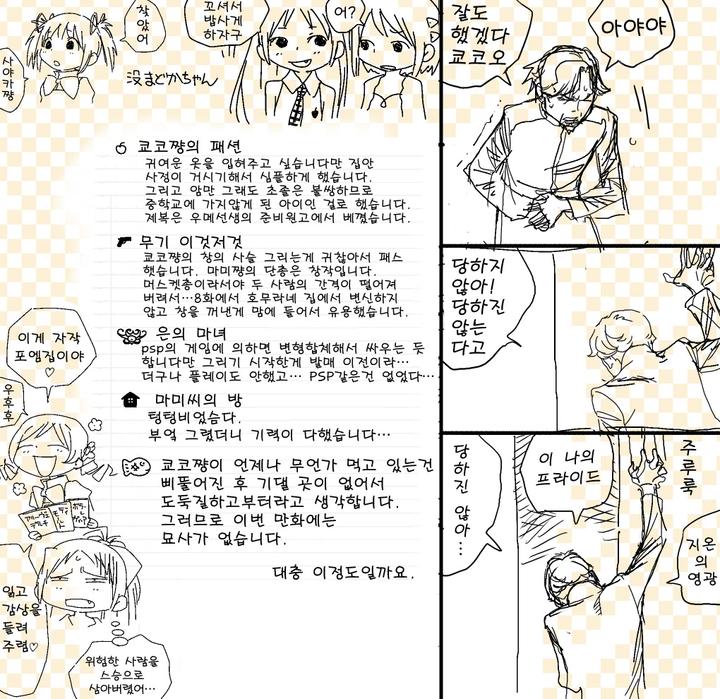 착
았
어
사
야
카
쨩
꼬셔서
밥사게
하자구
어?
没まどかちゃん
쿄코쨩의 패션
귀여운 옷을 입혀주고 싶습니다만 집안
사정이 거시기해서 심플하게 했습니다.
그리고 암만 그래도 초졸은 불쌍하므로
중학교에 가지않게 된 아이인 걸로 했습니다.
제복은 우메선생의 준비원고에서 베꼈습니다.
무기 이것저것
쿄코쨩의 창의 사슬 그리는게 귀찮아서 패스
했습니다. 마미쨩의 단총은 창작입니다.
머스켓총이라서야 두 사람의 간격이 떨어져
버려서…8화에서 호무라네 집에서 변신하지
않고 창을 꺼낸게 맘에 들어서 유용했습니다.
은의 마녀
psp의 게임에 의하면 변형합체해서 싸우는 듯
합니다만 그리기 시작한게 발매 이전이라…
더구나 플레이도 안했고… PSP같은건 없었다…
마미씨의 방
텅텅비었슴다.
부엌 그렸더니 기력이 다했습니다…
쿄코쨩이 언제나 무언가 먹고 있는건
삐뚤어진 후 기댈 곳이 없어서
도둑질하고부터라고 생각합니다.
그러므로 이번 만화에는
묘사가 없습니다.
대충 이정도일까요.
이게 자작
포엠집이야
♡
우
후
후
읽고
감상을
들려
주렴♡
위험한 사람을
스승으로
삼아버렸어…
잘도
했겠다
쿄코오
아야야
당하지
않아!
당하진
않는
다고
당
하
진
않
아
…
이 나의
프라이드
주
루
룩
지온
의
영광